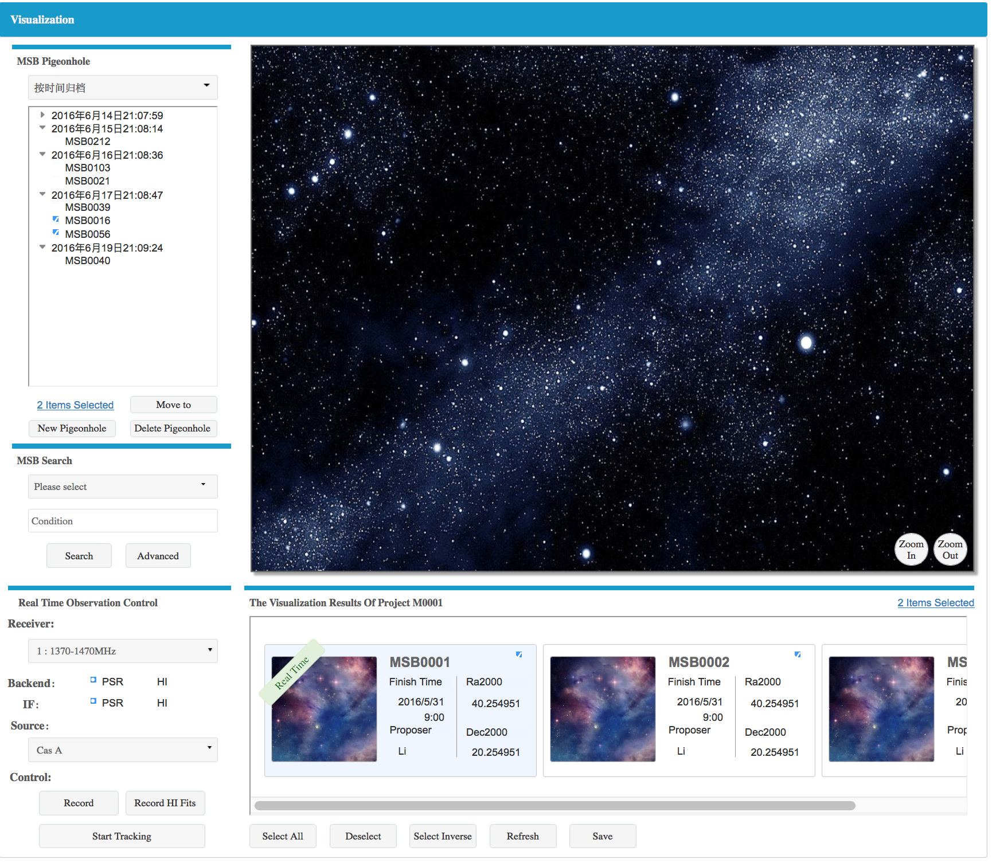 Visualization
MSB Pigeonhole
按时间归档
2016年6月14日21:07:59
2016年6月15日21:08:14
MSB0212
2016年6月16日21:08:36
MSB0103
MSB0021
2016年6月17日21:08:47
MSB0039
MSB0016
MSB0056
2016年6月19日21:09:24
MSB0040
2 Items Selected
Move to
New Pigeonhole
Delete Pigeonhole
MSB Search
Please select
Condition
Search
Advanced
Zoom In
Zoom Out
Real Time Observation Control
Receiver:
1 : 1370-1470MHz
Backend:
PSR
HI
IF:
PSR
HI
Source:
Cas A
Control:
Record
Record HI Fits
Start Tracking
The Visualization Results Of Project M0001
2 Items Selected
Real Time
MSB0001
Finish Time
2016/5/31
9:00
Proposer
Li
Ra2000
40.254951
Dec2000
20.254951
MSB0002
Finish Time
2016/5/31
9:00
Proposer
Li
Ra2000
40.254951
Dec2000
20.254951
MS
Finis
20
Prop
Li
Select All
Deselect
Select Inverse
Refresh
Save